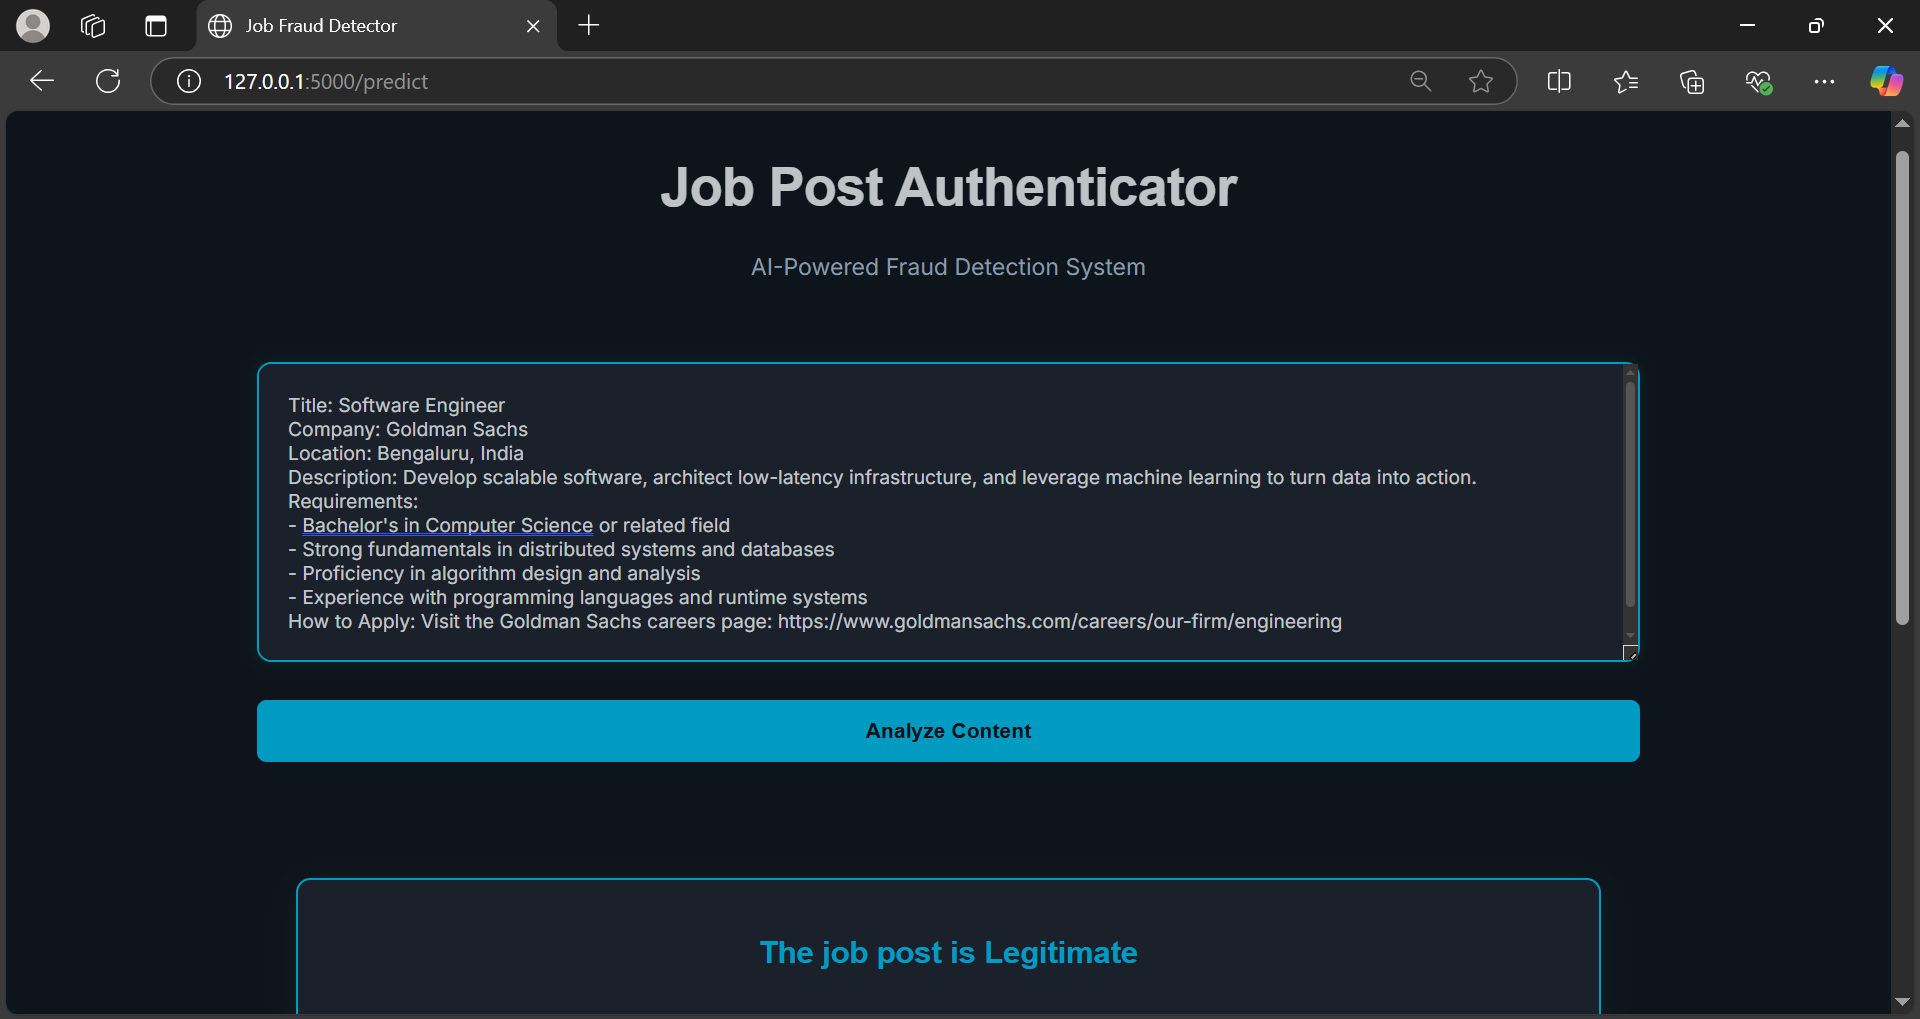 Job Fraud Detector
127.0.0.1:5000/predict
Job Post Authenticator
AI-Powered Fraud Detection System
Title: Software Engineer
Company: Goldman Sachs
Location: Bengaluru, India
Description: Develop scalable software, architect low-latency infrastructure, and leverage machine learning to turn data into action.
Requirements:
- Bachelor's in Computer Science or related field
- Strong fundamentals in distributed systems and databases
- Proficiency in algorithm design and analysis
- Experience with programming languages and runtime systems
How to Apply: Visit the Goldman Sachs careers page: https://www.goldmansachs.com/careers/our-firm/engineering
Analyze Content
The job post is Legitimate